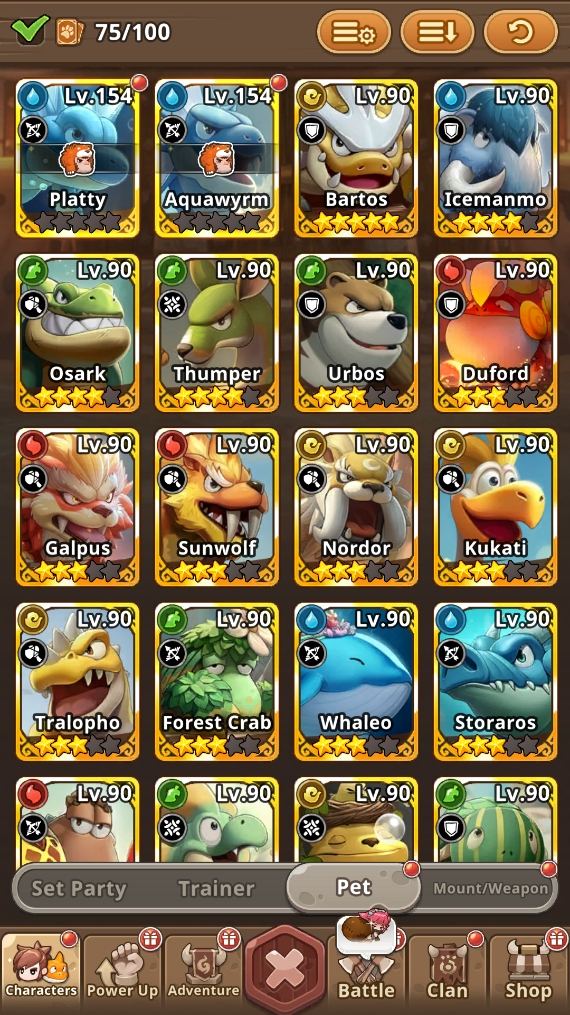 75/100
Lv.154 Lv.154 Lv.90 Lv.90
Platty Aquawyrm Bartos Icemanmo
Lv.90 Lv.90 Lv.90 Lv.90
Osark Thumper Urbos Duford
Lv.90 Lv.90 Lv.90 Lv.90
Galpus Sunwolf Nordor Kukati
Lv.90 Lv.90 Lv.90 Lv.90
Tralopho Forest Crab Whaleo Storaros
Lv.90 Lv.90 Lv.90 Lv.90
Set Party Trainer Pet Mount/Weapon
Characters Power Up Adventure Battle Clan Shop